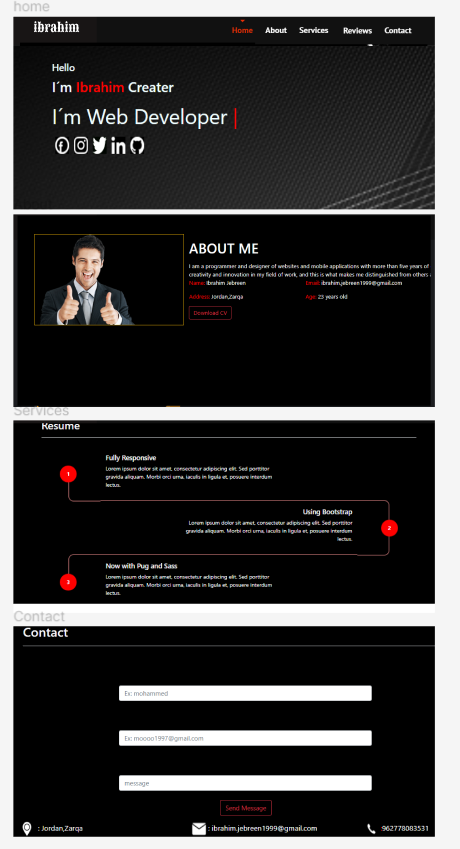 home
ibrahim
Home About Services Reviews Contact
Hello
I´m Ibrahim Creater
I´m Web Developer |
ABOUT ME
I am a programmer and designer of websites and mobile applications with more than five years of
creativity and innovation in my field of work, and this is what makes me distinguished from others
Name: Ibrahim Jebreen Email: ibrahim.jebreen1999@gmail.com
Address: Jordan,Zarqa Age: 23 years old
Download CV
Services
Resume
Fully Responsive
1
Lorem ipsum dolor sit amet, consectetur adipiscing elit. Sed porttitor
gravida aliquam. Morbi orci urna, iaculis in ligula et, posuere interdum
lectus.
Using Bootstrap
2
Lorem ipsum dolor sit amet, consectetur adipiscing elit. Sed porttitor
gravida aliquam. Morbi orci urna, iaculis in ligula et, posuere interdum
lectus.
Now with Pug and Sass
3
Lorem ipsum dolor sit amet, consectetur adipiscing elit. Sed porttitor
gravida aliquam. Morbi orci urna, iaculis in ligula et, posuere interdum
lectus.
Contact
Contact
Ex: mohammed
Ex: moooo1997@gmail.com
message
Send Message
: Jordan,Zarqa : ibrahim.jebreen1999@gmail.com :962778083531